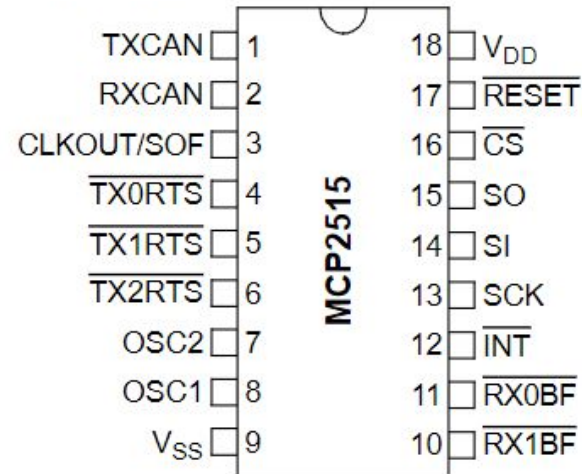 TXCAN 1 18 VDD
RXCAN 2 17 RESET
CLKOUT/SOF 3 16 CS
TX0RTS 4 15 SO
TX1RTS 5 14 SI
TX2RTS 6 13 SCK
OSC2 7 12 INT
OSC1 8 11 RX0BF
VSS 9 10 RX1BF
MCP2515